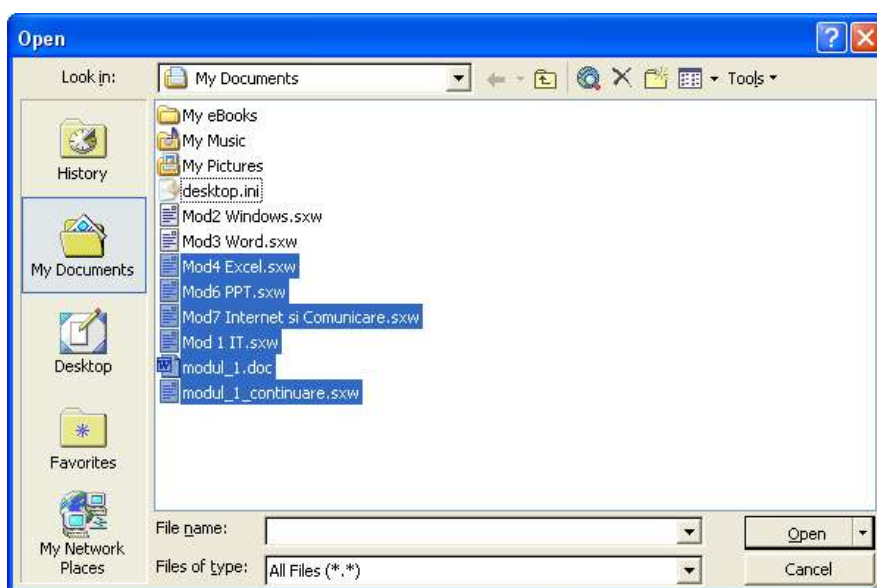 Open
Look in: My Documents Tools
My eBooks
My Music
My Pictures
desktop.ini
Mod2 Windows.sxw
Mod3 Word.sxw
Mod4 Excel.sxw
Mod6 PPT.sxw
Mod7 Internet si Comunicare.sxw
Mod 1 IT.sxw
modul_1.doc
modul_1_continuare.sxw
History
My Documents
Desktop
Favorites
My Network
Places
File name: Open
Files of type: All Files (*.*) Cancel